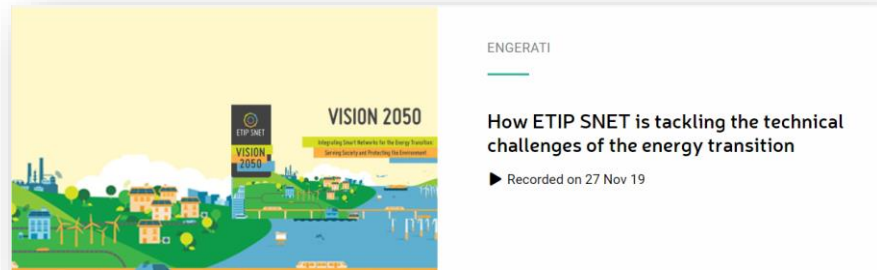 ETIP SNET
VISION
2050
VISION 2050
Integrating Smart Networks for the Energy Transition:
Serving Society and Protecting the Environment
ENGERATI
How ETIP SNET is tackling the technical
challenges of the energy transition
Recorded on 27 Nov 19